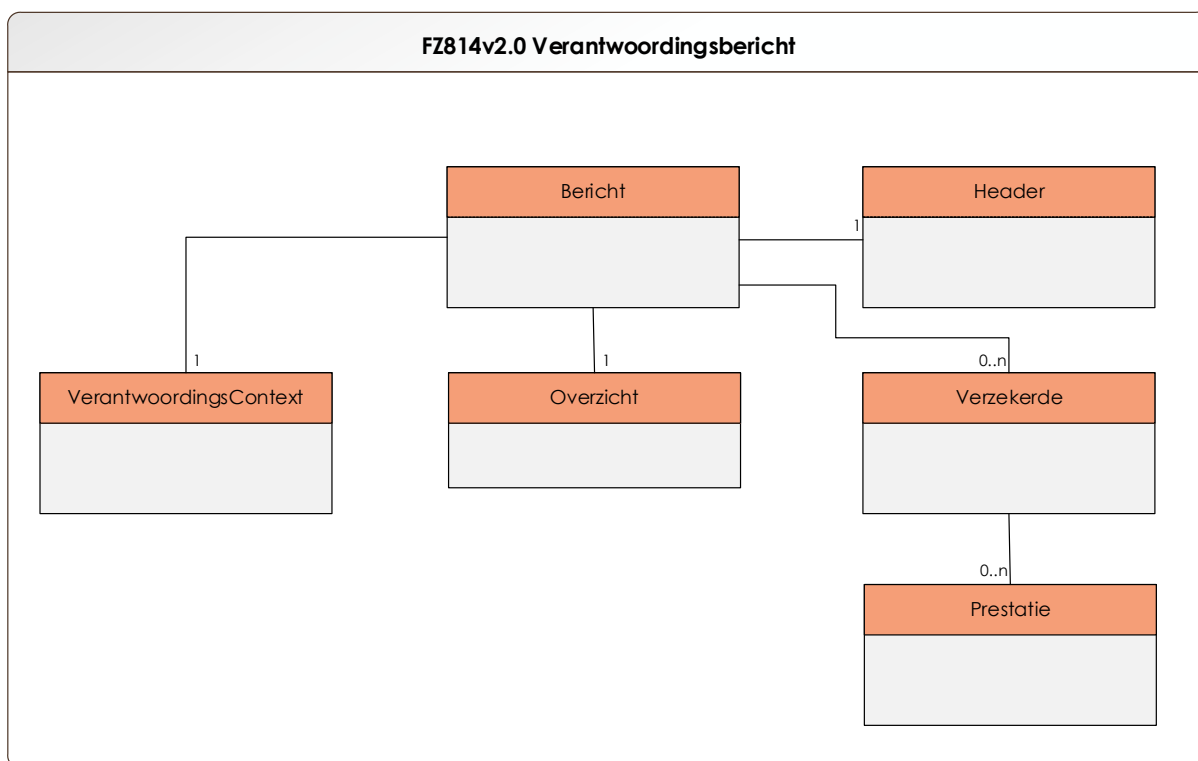 FZ814v2.0 Verantwoordingsbericht
Bericht
Header
1
1
1
0..n
VerantwoordingsContext
Overzicht
Verzekerde
0..n
Prestatie